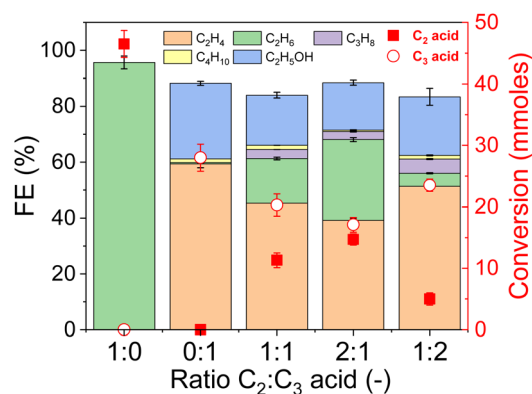 C₂H₄ C₂H₆ C₃H₈ C₂ acid
C₄H₁₀ C₂H₅OH C₃ acid
FE (%)
100
80
60
40
20
0
50
40
30
20
10
0
Conversion (mmoles)
1:0 0:1 1:1 2:1 1:2
Ratio C₂:C₃ acid (-)